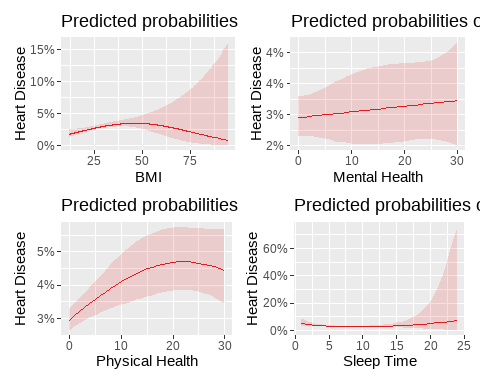 Predicted probabilities
15%
10%
5%
0%
Heart Disease
25 50 75
BMI
Predicted probabilities o
4%
4%
3%
2%
Heart Disease
0 10 20 30
Mental Health
Predicted probabilities
5%
4%
3%
Heart Disease
0 10 20 30
Physical Health
Predicted probabilities o
60%
40%
20%
0%
Heart Disease
0 5 10 15 20 25
Sleep Time